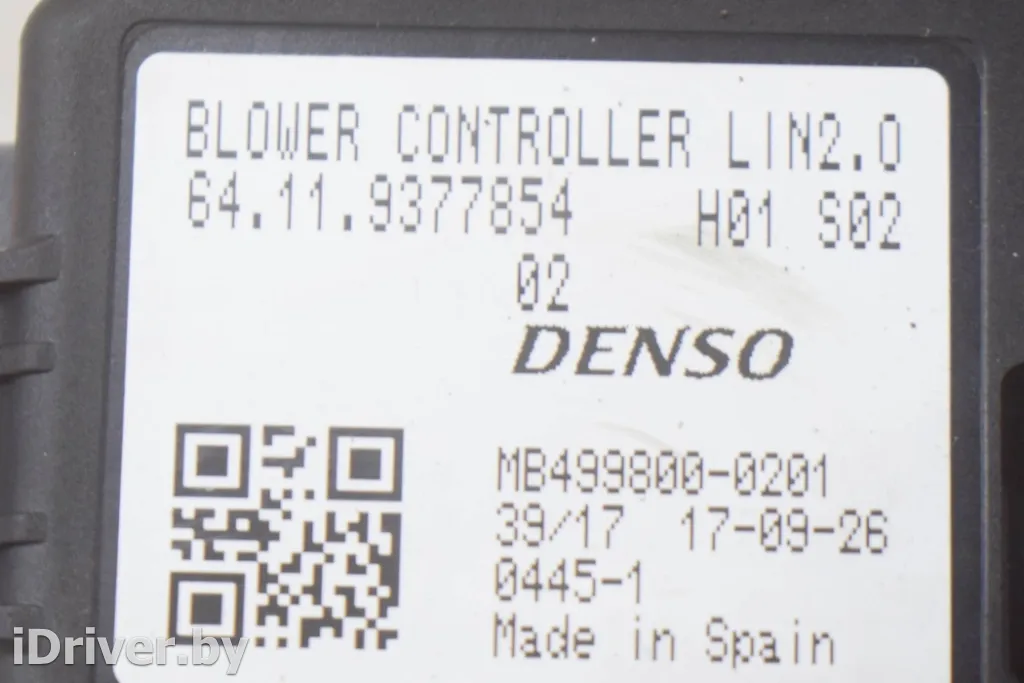 BLOWER CONTROLLER LIN2.0
64.11.9377854 H01 S02
02
DENSO
MB499800-0201
39/17 17-09-26
0445-1
Made in Spain
iDriver.by